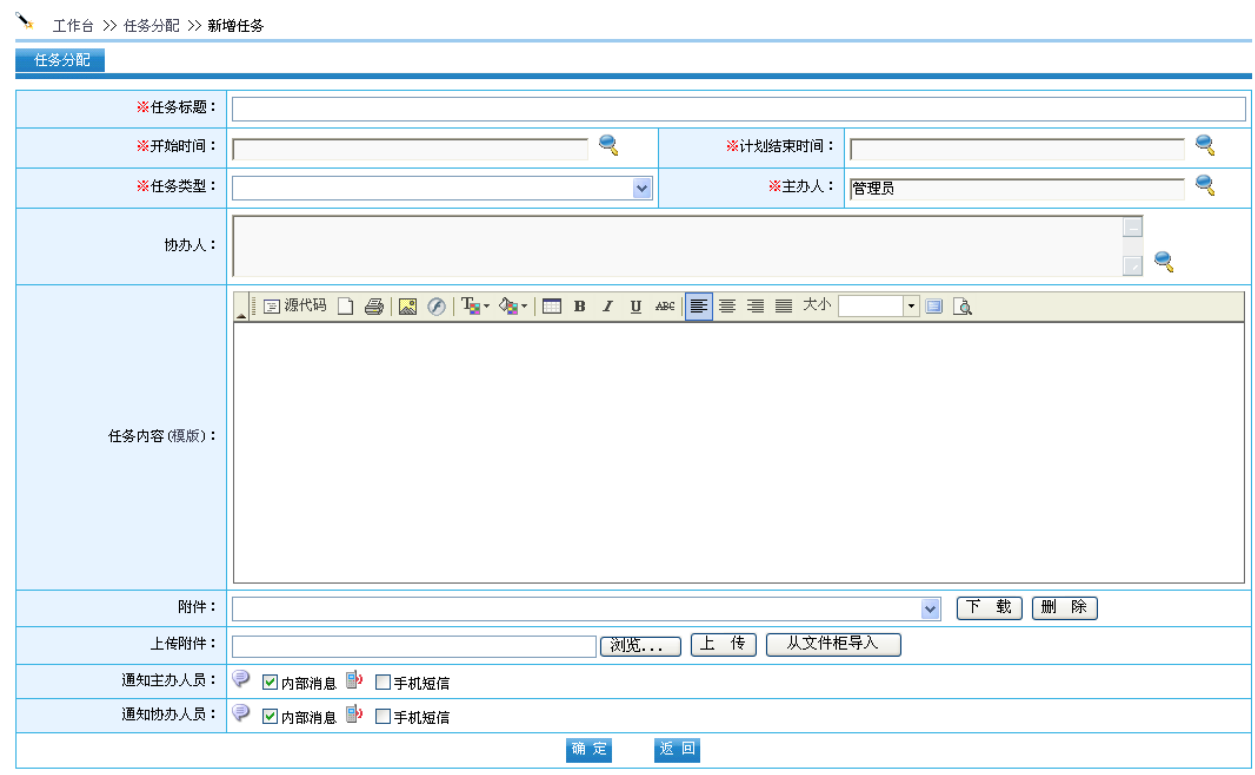 工作台 >> 任务分配 >> 新增任务
任务分配
※任务标题：
※开始时间： ※计划结束时间：
※任务类型： ※主办人： 管理员
协办人：
源代码 T B I U ABC 大小
任务内容(模版)：
附件： 下 载 删 除
上传附件： 浏览... 上 传 从文件柜导入
通知主办人员： 内部消息 手机短信
通知协办人员： 内部消息 手机短信
确 定 返 回